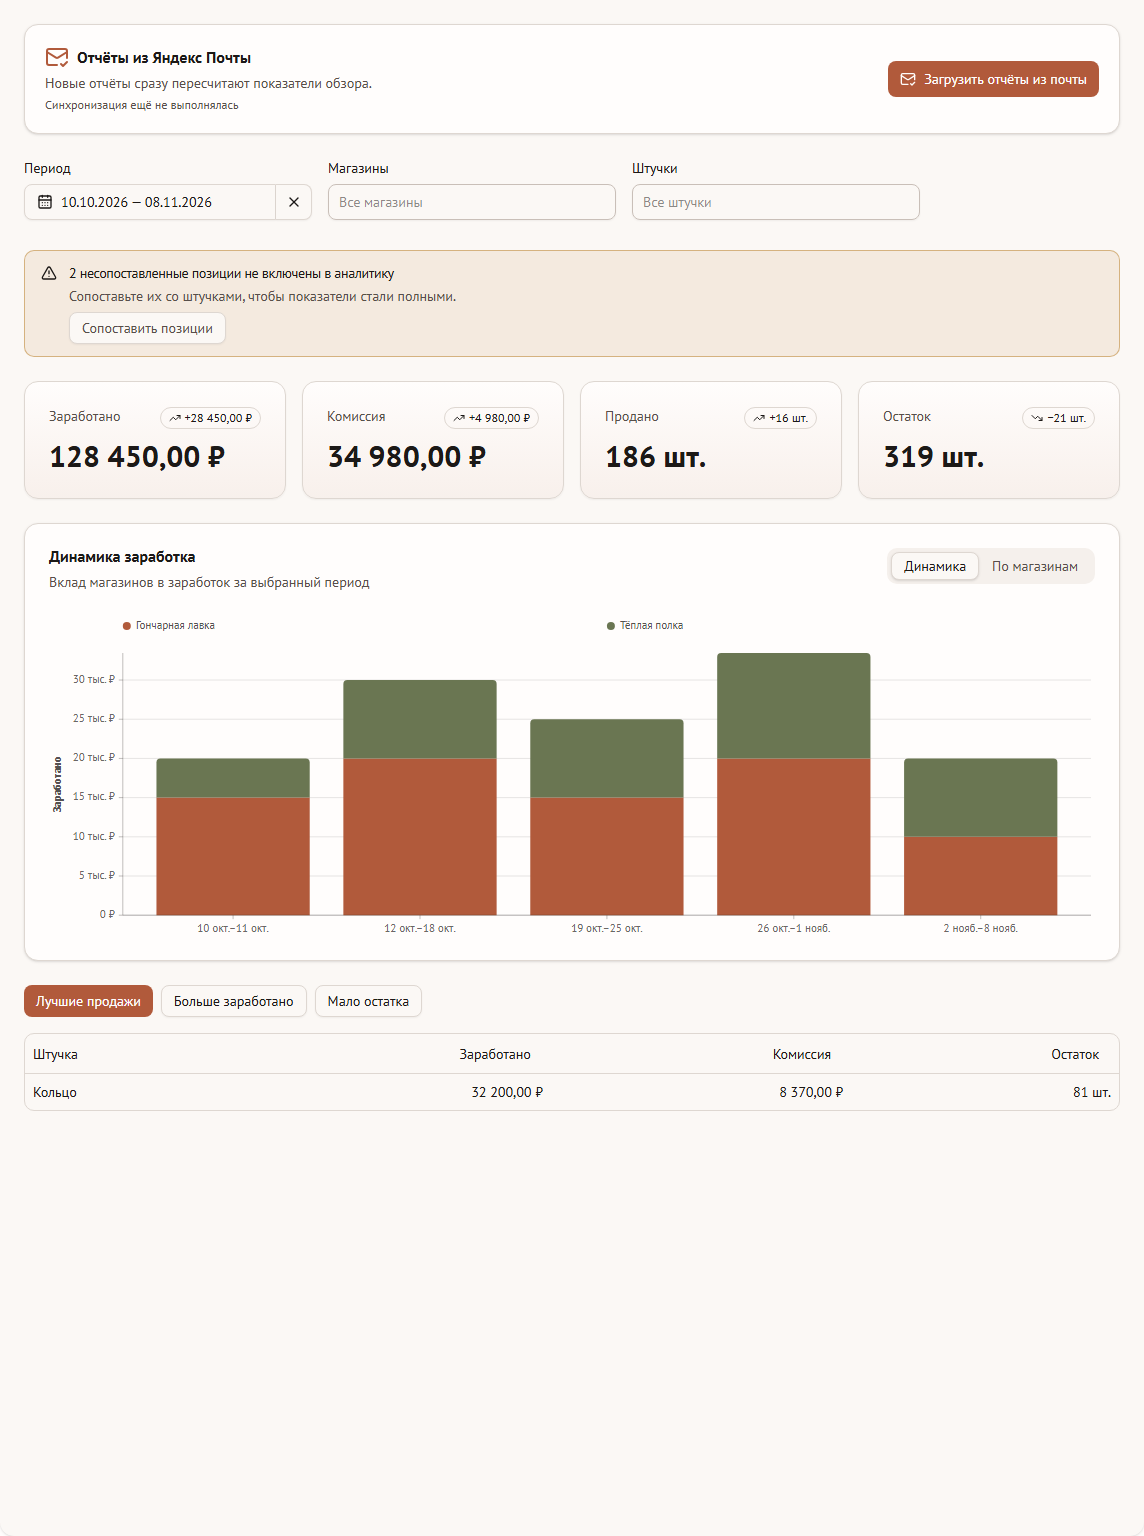 Отчёты из Яндекс Почты
Новые отчёты сразу пересчитают показатели обзора.
Синхронизация ещё не выполнялась
Загрузить отчёты из почты
Период
Магазины
Штучки
10.10.2026 — 08.11.2026
Все магазины
Все штучки
2 несопоставленные позиции не включены в аналитику
Сопоставьте их со штучками, чтобы показатели стали полными.
Сопоставить позиции
Заработано
+28 450,00 ₽
128 450,00 ₽
Комиссия
+4 980,00 ₽
34 980,00 ₽
Продано
+16 шт.
186 шт.
Остаток
−21 шт.
319 шт.
Динамика заработка
Вклад магазинов в заработок за выбранный период
Динамика
По магазинам
Гончарная лавка
Тёплая полка
Заработано
30 тыс. ₽
25 тыс. ₽
20 тыс. ₽
15 тыс. ₽
10 тыс. ₽
5 тыс. ₽
0 ₽
10 окт.–11 окт.
12 окт.–18 окт.
19 окт.–25 окт.
26 окт.–1 нояб.
2 нояб.–8 нояб.
Лучшие продажи
Больше заработано
Мало остатка
Штучка Заработано Комиссия Остаток
Кольцо 32 200,00 ₽ 8 370,00 ₽ 81 шт.